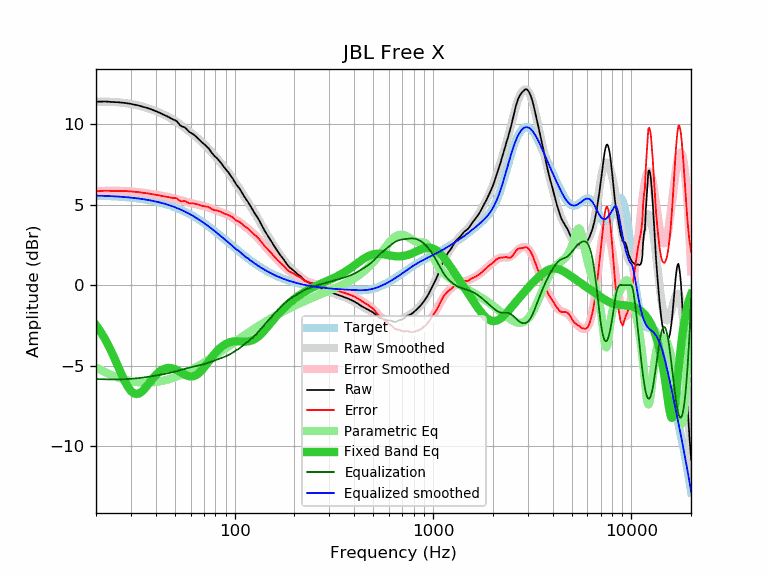 JBL Free X
Amplitude (dBr)
10
5
0
−5
−10
Target
Raw Smoothed
Error Smoothed
Raw
Error
Parametric Eq
Fixed Band Eq
Equalization
Equalized smoothed
100
1000
10000
Frequency (Hz)